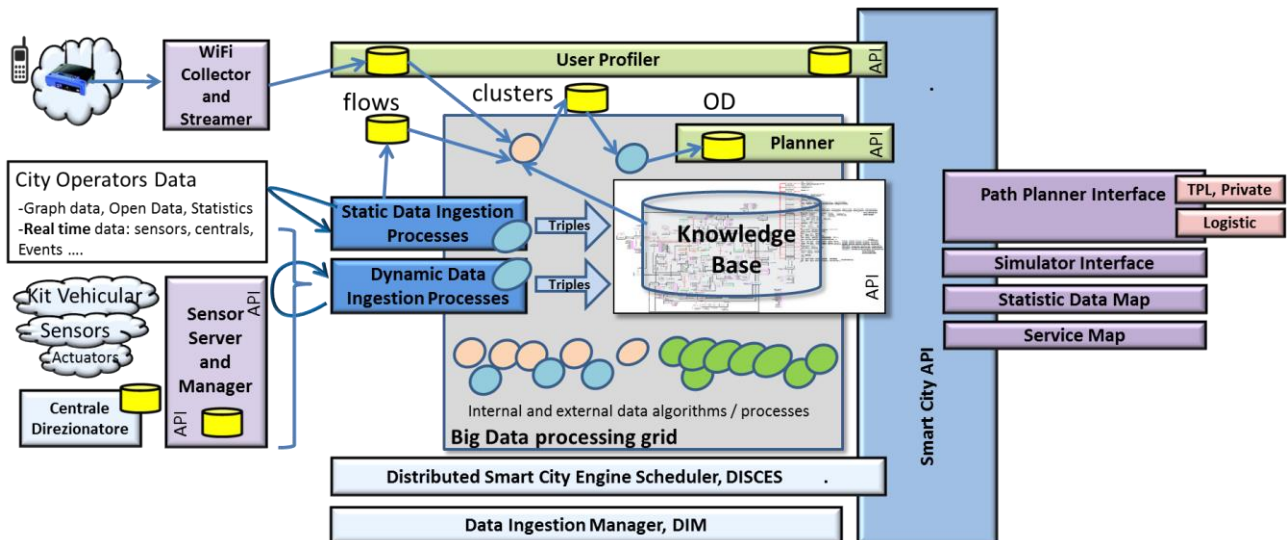 WiFi
Collector
and
Streamer
User Profiler
API
flows
clusters
OD
Planner
API
City Operators Data
-Graph data, Open Data, Statistics
-Real time data: sensors, centrals,
Events ....
Static Data Ingestion
Processes
Triples
Dynamic Data
Ingestion Processes
Triples
Knowledge
Base
API
Kit Vehicular
Sensors
Actuators
Centrale
Direzionatore
API
Sensor
Server
and
Manager
API
Internal and external data algorithms / processes
Big Data processing grid
Distributed Smart City Engine Scheduler, DISCES .
Data Ingestion Manager, DIM
.
Smart City API
Path Planner Interface
TPL, Private
Logistic
Simulator Interface
Statistic Data Map
Service Map